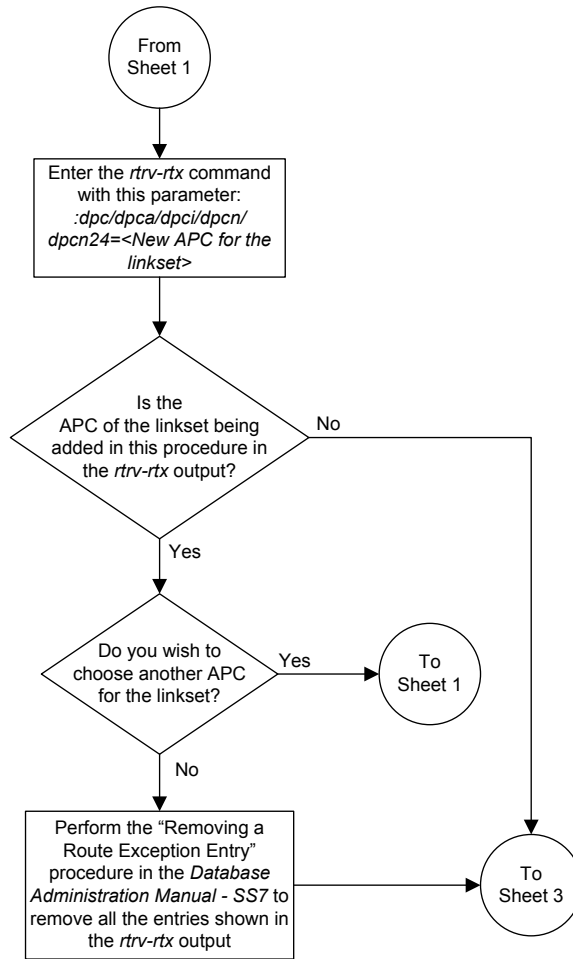 From
Sheet 1
Enter the rtrv-rtx command
with this parameter:
:dpc/dpca/dpci/dpcn/
dpcn24=<New APC for the
linkset>
Is the
APC of the linkset being
added in this procedure in
the rtrv-rtx output?
No
Yes
Do you wish to
choose another APC
for the linkset?
Yes
To
Sheet 1
No
Perform the “Removing a
Route Exception Entry”
procedure in the Database
Administration Manual - SS7 to
remove all the entries shown in
the rtrv-rtx output
To
Sheet 3